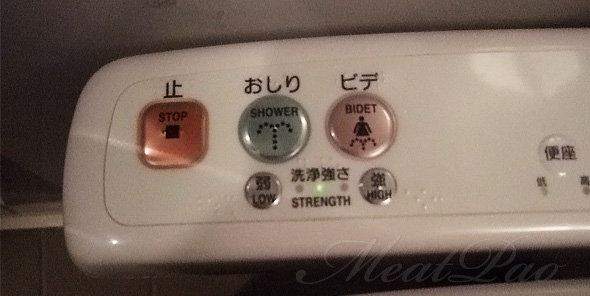 止 おしり ビデ
STOP SHOWER BIDET
弱 洗浄強さ 強
LOW STRENGTH HIGH
便座
低 高
MeatPao